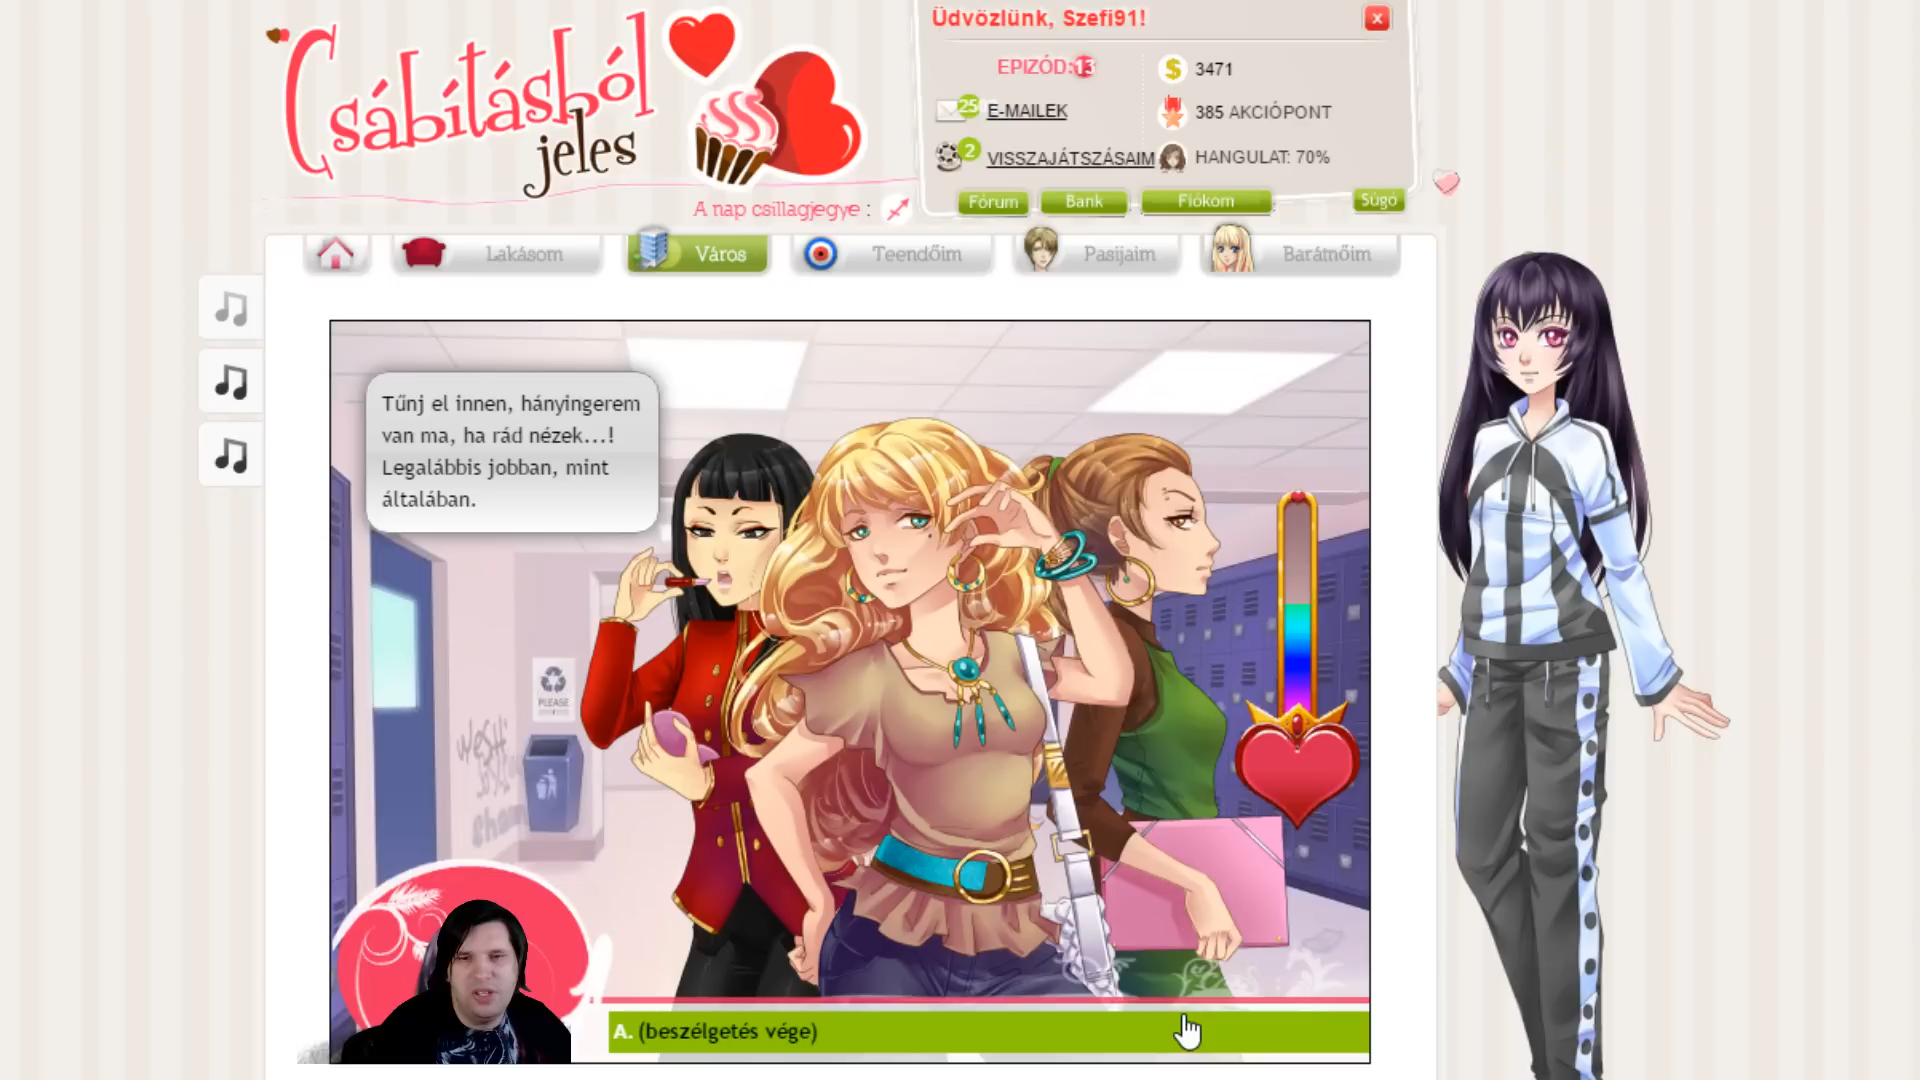 Csábításból
jeles
A nap csillagjegye :
Üdvözlünk, Szefi91!
EPIZÓD: 13
25 E-MAILEK
2 VISSZAJÁTSZÁSAIM
3471
385 AKCIÓPONT
HANGULAT: 70%
Fórum
Bank
Fiókom
Súgó
Lakásom
Város
Teendőim
Pasijaim
Barátnőim
Tűnj el innen, hányingerem
van ma, ha rád nézek...!
Legalábbis jobban, mint
általában.
PLEASE
A. (beszélgetés vége)